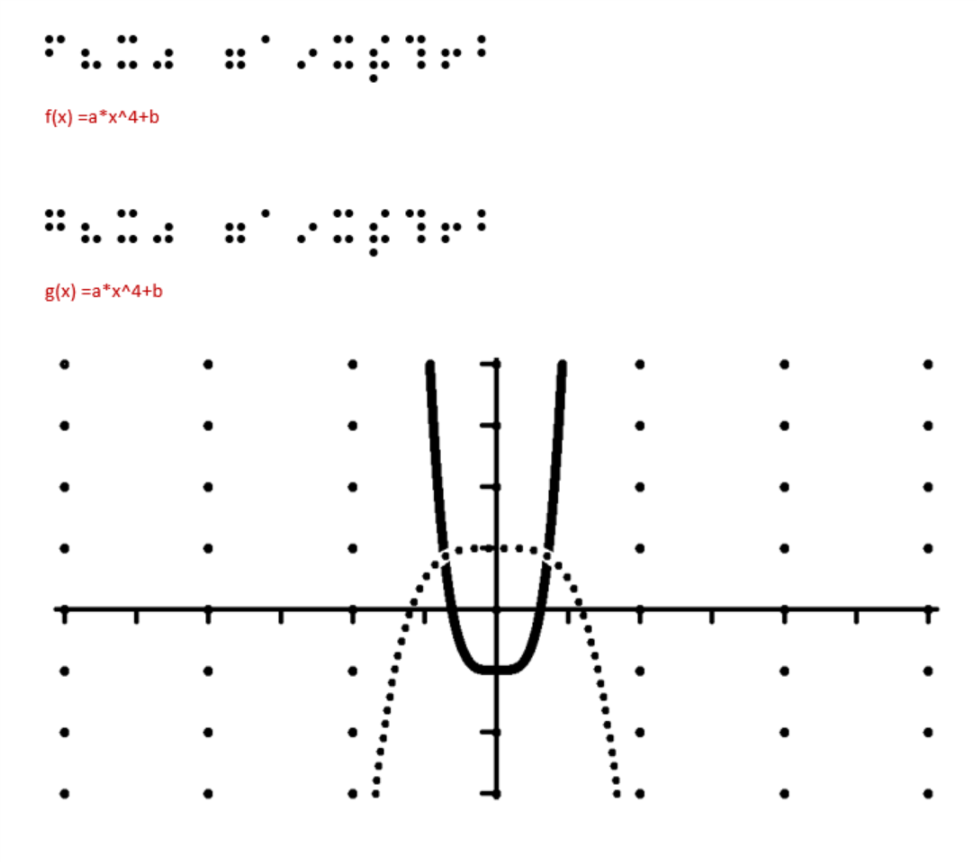 ⠋⠦⠭⠴ ⠶⠁⠔⠭⡮⠹⠖⠃
f(x) =a*x^4+b
⠛⠦⠭⠴ ⠶⠁⠔⠭⡮⠹⠖⠃
g(x) =a*x^4+b